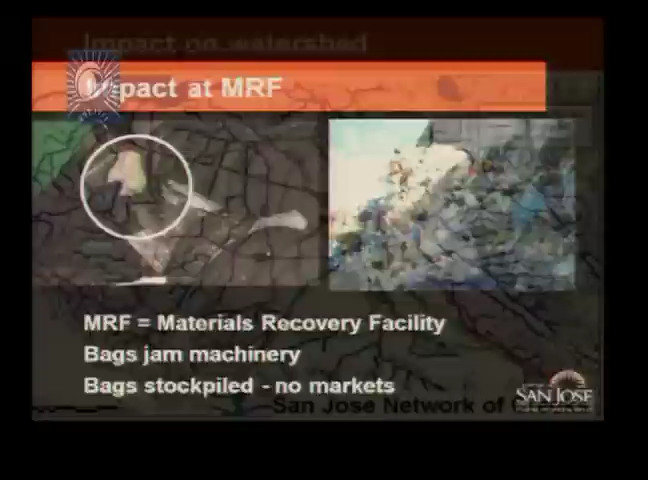 Impact on watershed
Impact at MRF
MRF = Materials Recovery Facility
Bags jam machinery
Bags stockpiled - no markets
SAN JOSE
San Jose Network of